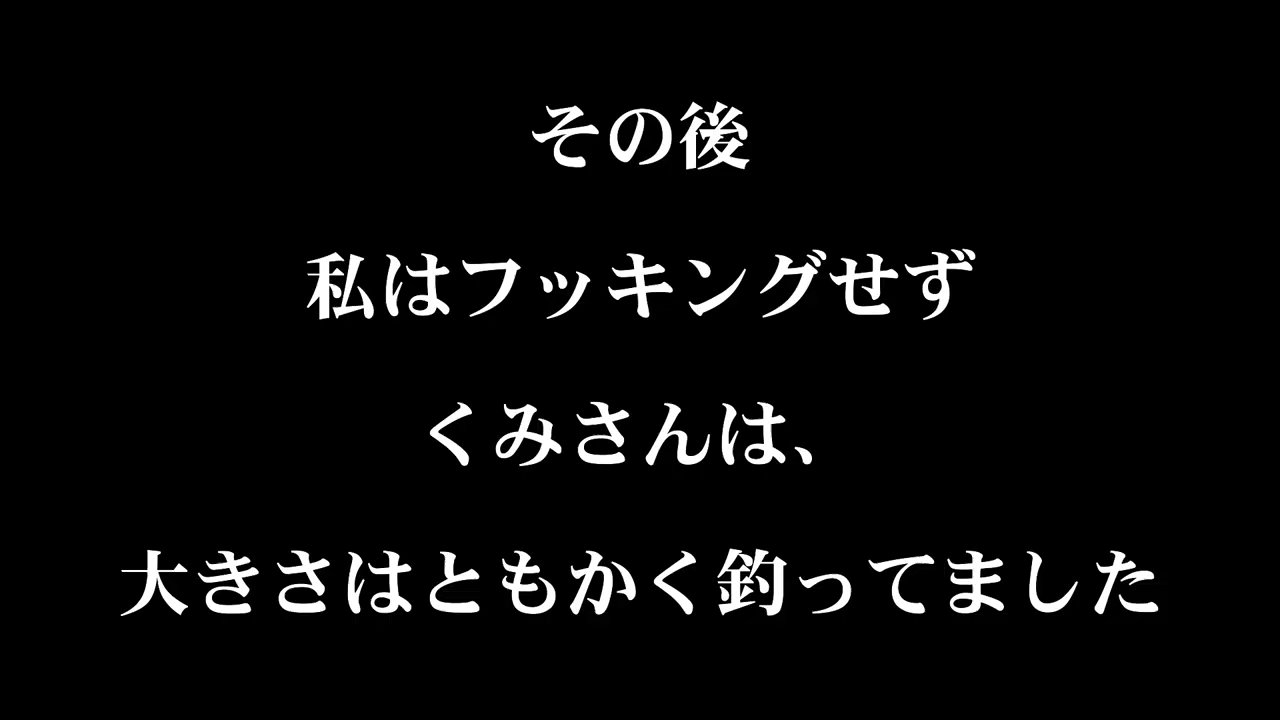 その後
私はフッキングせず
くみさんは、
大きさはともかく釣ってました